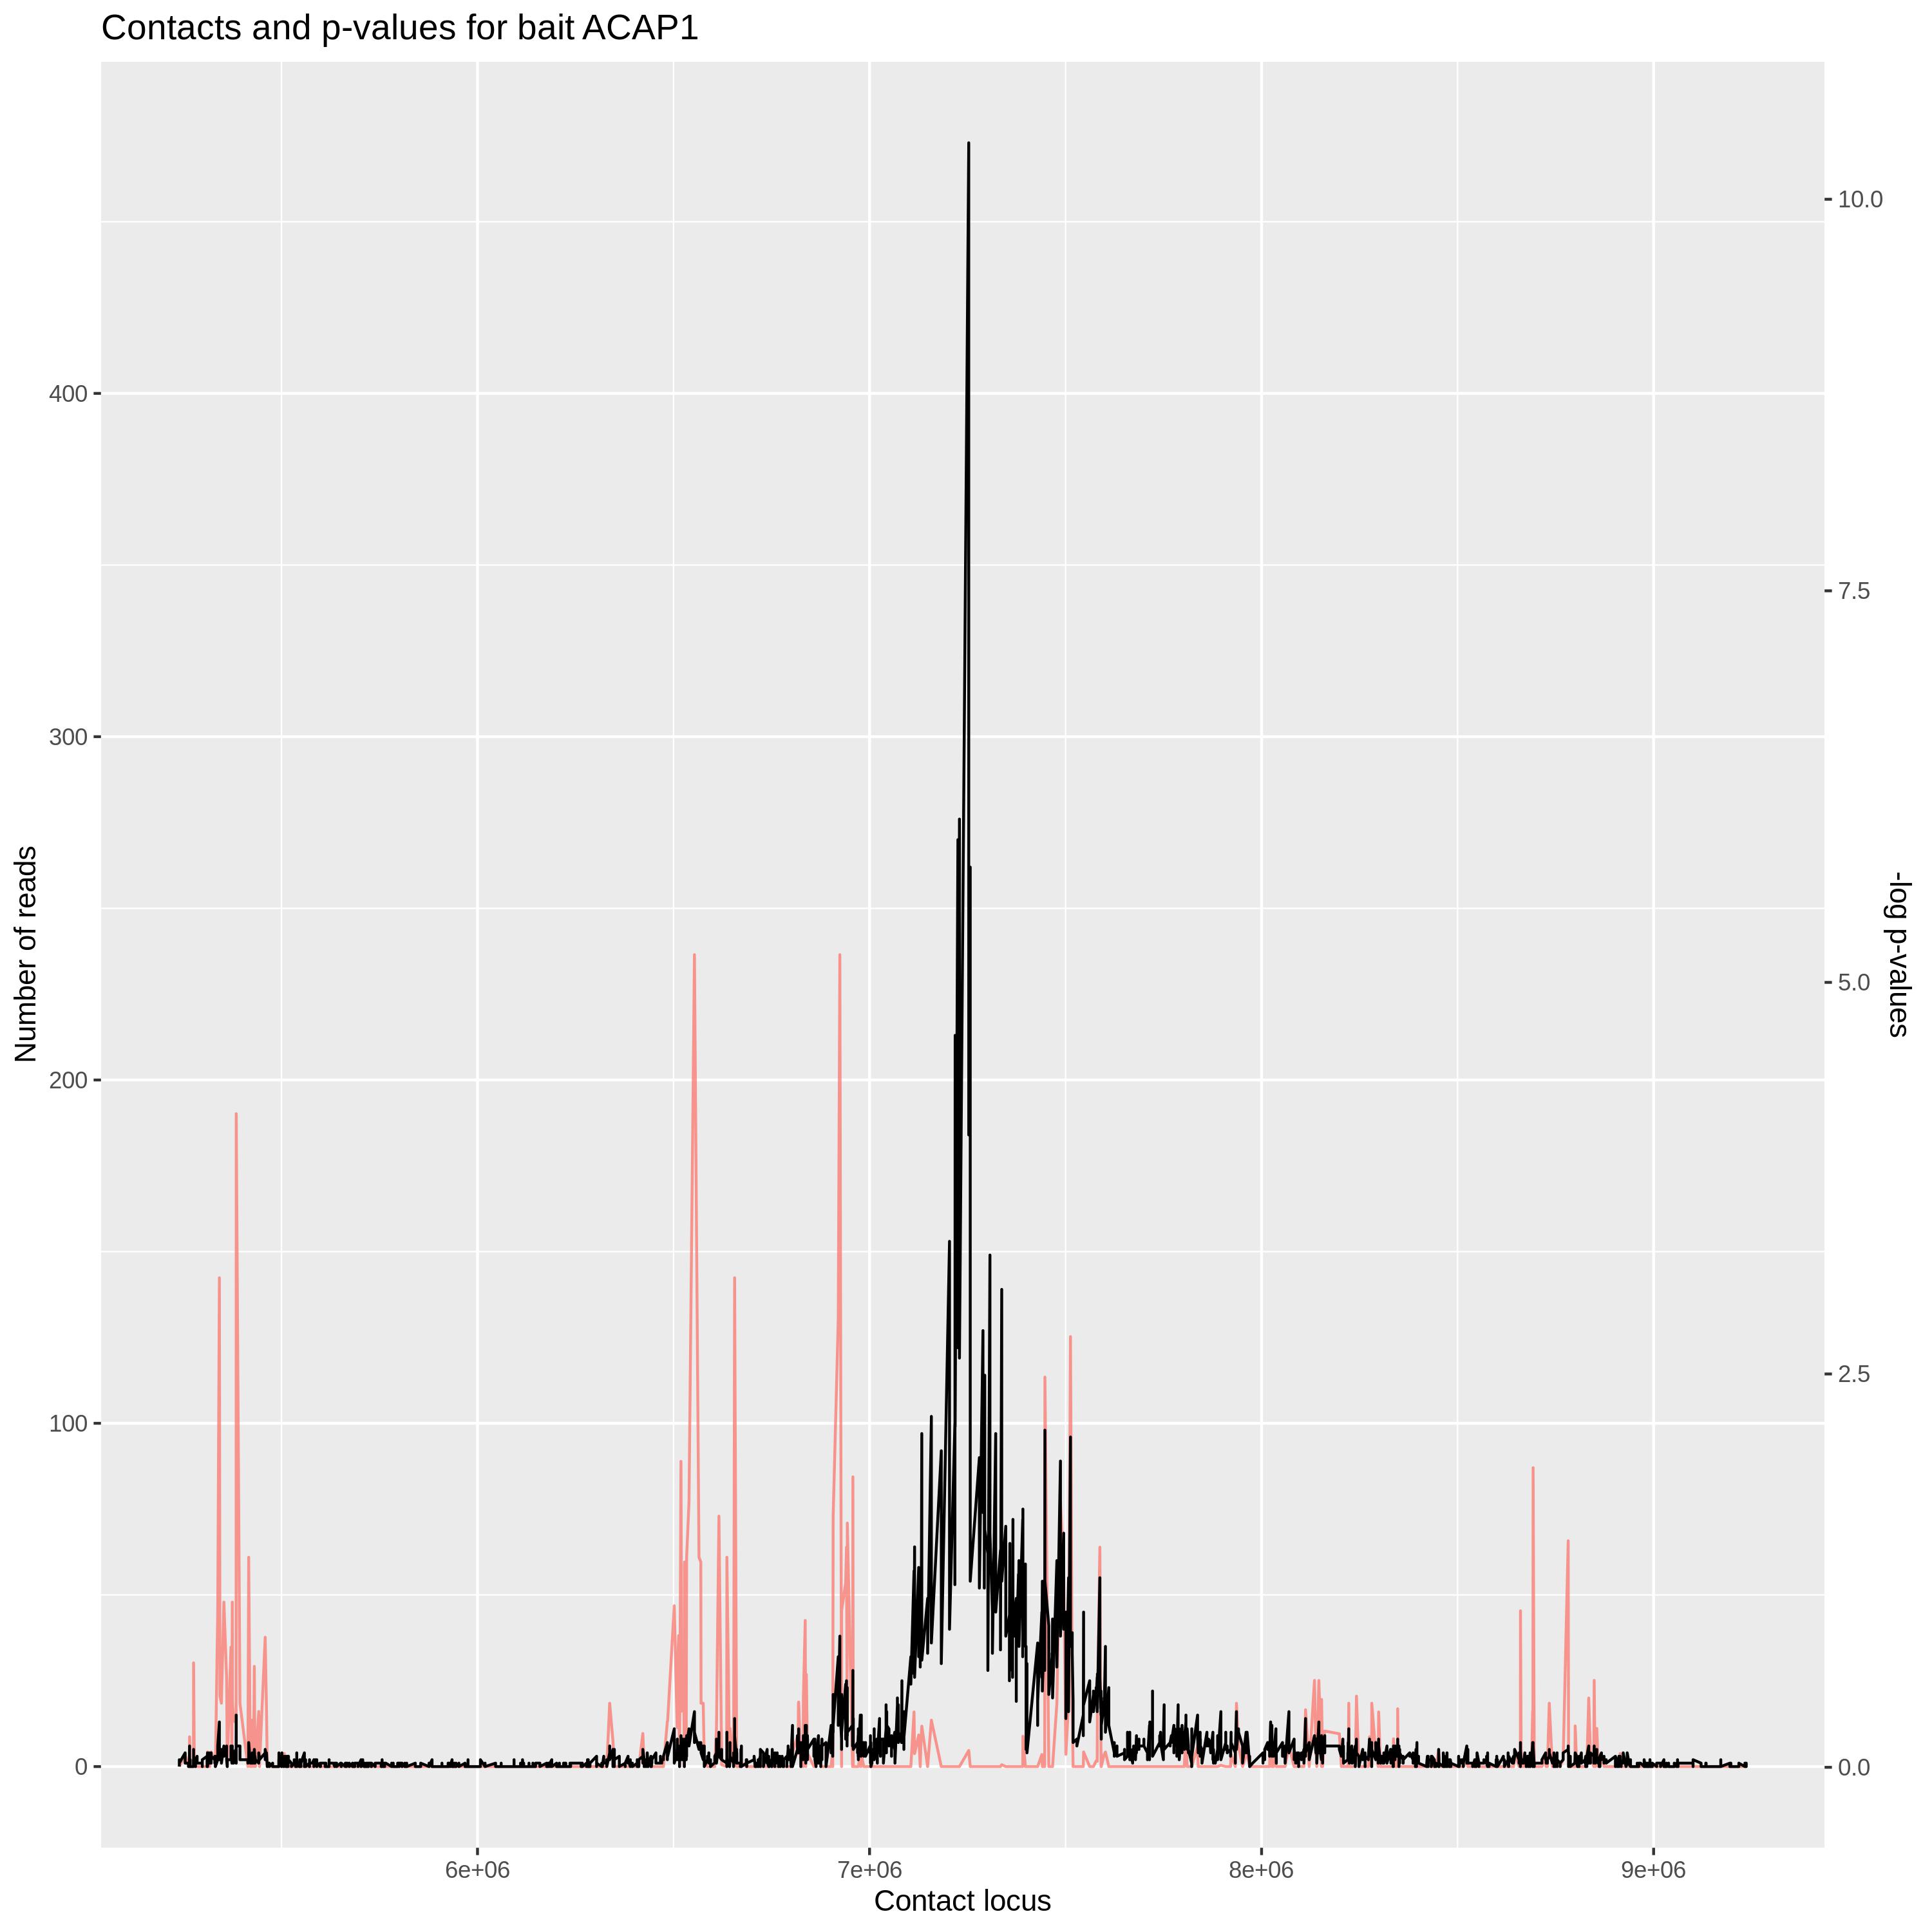 Contacts and p-values for bait ACAP1
Number of reads
400
300
200
100
0
10.0
7.5
5.0
2.5
0.0
-log p-values
6e+06
7e+06
8e+06
9e+06
Contact locus